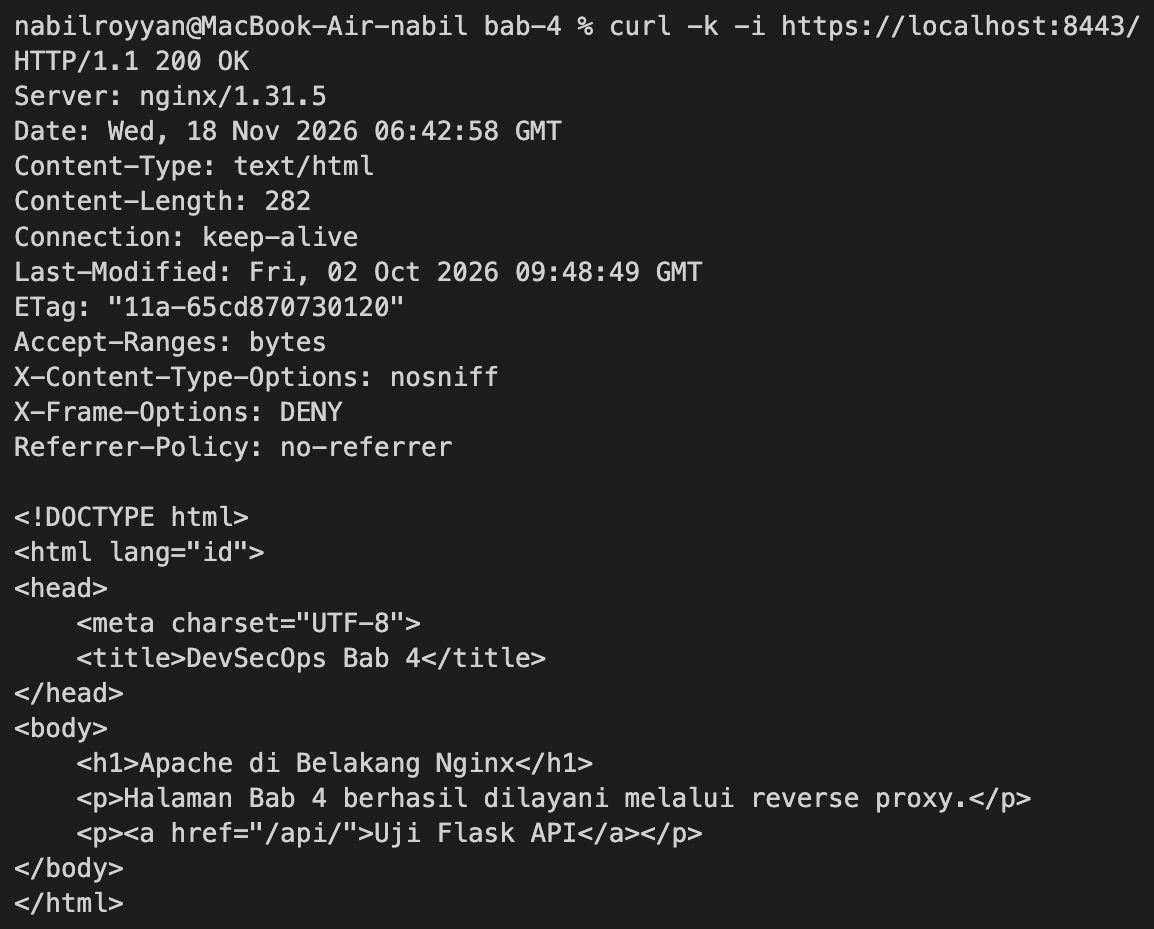 nabilroyyan@MacBook-Air-nabil bab-4 % curl -k -i https://localhost:8443/
HTTP/1.1 200 OK
Server: nginx/1.31.5
Date: Wed, 18 Nov 2026 06:42:58 GMT
Content-Type: text/html
Content-Length: 282
Connection: keep-alive
Last-Modified: Fri, 02 Oct 2026 09:48:49 GMT
ETag: "11a-65cd870730120"
Accept-Ranges: bytes
X-Content-Type-Options: nosniff
X-Frame-Options: DENY
Referrer-Policy: no-referrer

<!DOCTYPE html>
<html lang="id">
<head>
    <meta charset="UTF-8">
    <title>DevSecOps Bab 4</title>
</head>
<body>
    <h1>Apache di Belakang Nginx</h1>
    <p>Halaman Bab 4 berhasil dilayani melalui reverse proxy.</p>
    <p><a href="/api/">Uji Flask API</a></p>
</body>
</html>